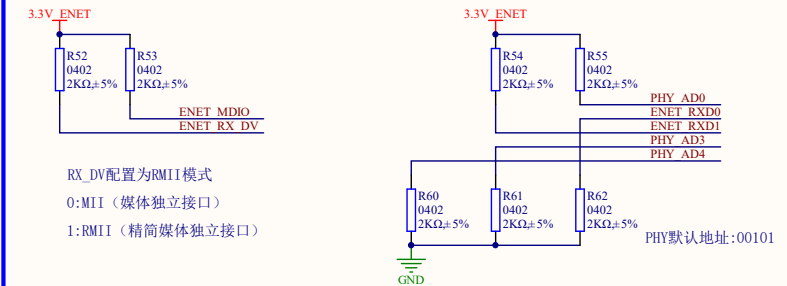 3.3V_ENET
R52
0402
2KΩ,±5%
R53
0402
2KΩ,±5%
ENET_MDIO
ENET_RX_DV
RX_DV配置为RMII模式
0:MII（媒体独立接口）
1:RMII（精简媒体独立接口）
3.3V_ENET
R54
0402
2KΩ,±5%
R55
0402
2KΩ,±5%
PHY_AD0
ENET_RXD0
ENET_RXD1
PHY_AD3
PHY_AD4
R60
0402
2KΩ,±5%
R61
0402
2KΩ,±5%
R62
0402
2KΩ,±5%
PHY默认地址:00101
GND